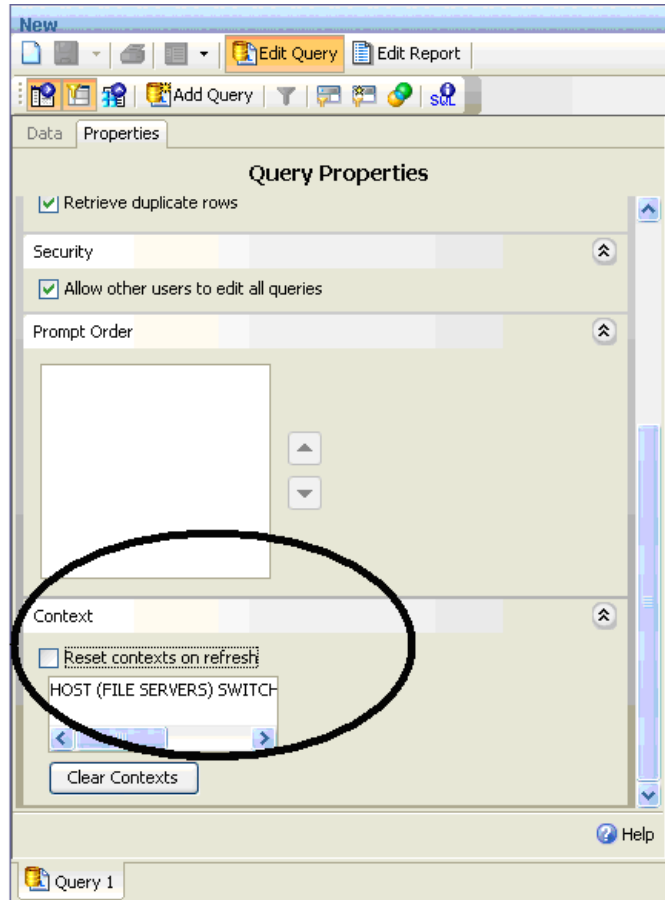 New
Edit Query Edit Report
Add Query SQL
Data Properties
Query Properties
Retrieve duplicate rows
Security
Allow other users to edit all queries
Prompt Order
Context
Reset contexts on refresh
HOST (FILE SERVERS) SWITCH
Clear Contexts
Help
Query 1